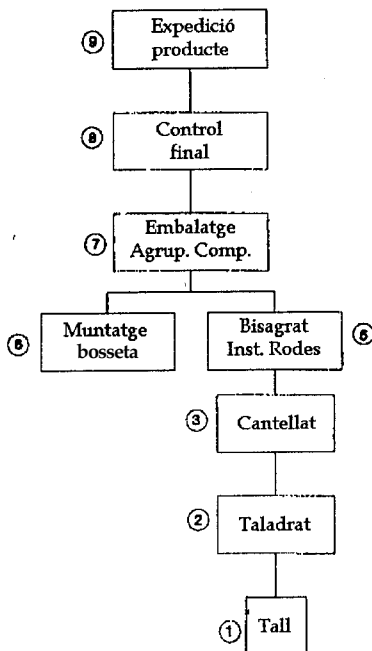 ⑨ Expedició
producte
⑧ Control
final
⑦ Embalatge
Agrup. Comp.
⑥ Muntatge
bosseta
Bisagrat ⑤
Inst. Rodes
③ Cantellat
② Taladrat
① Tall